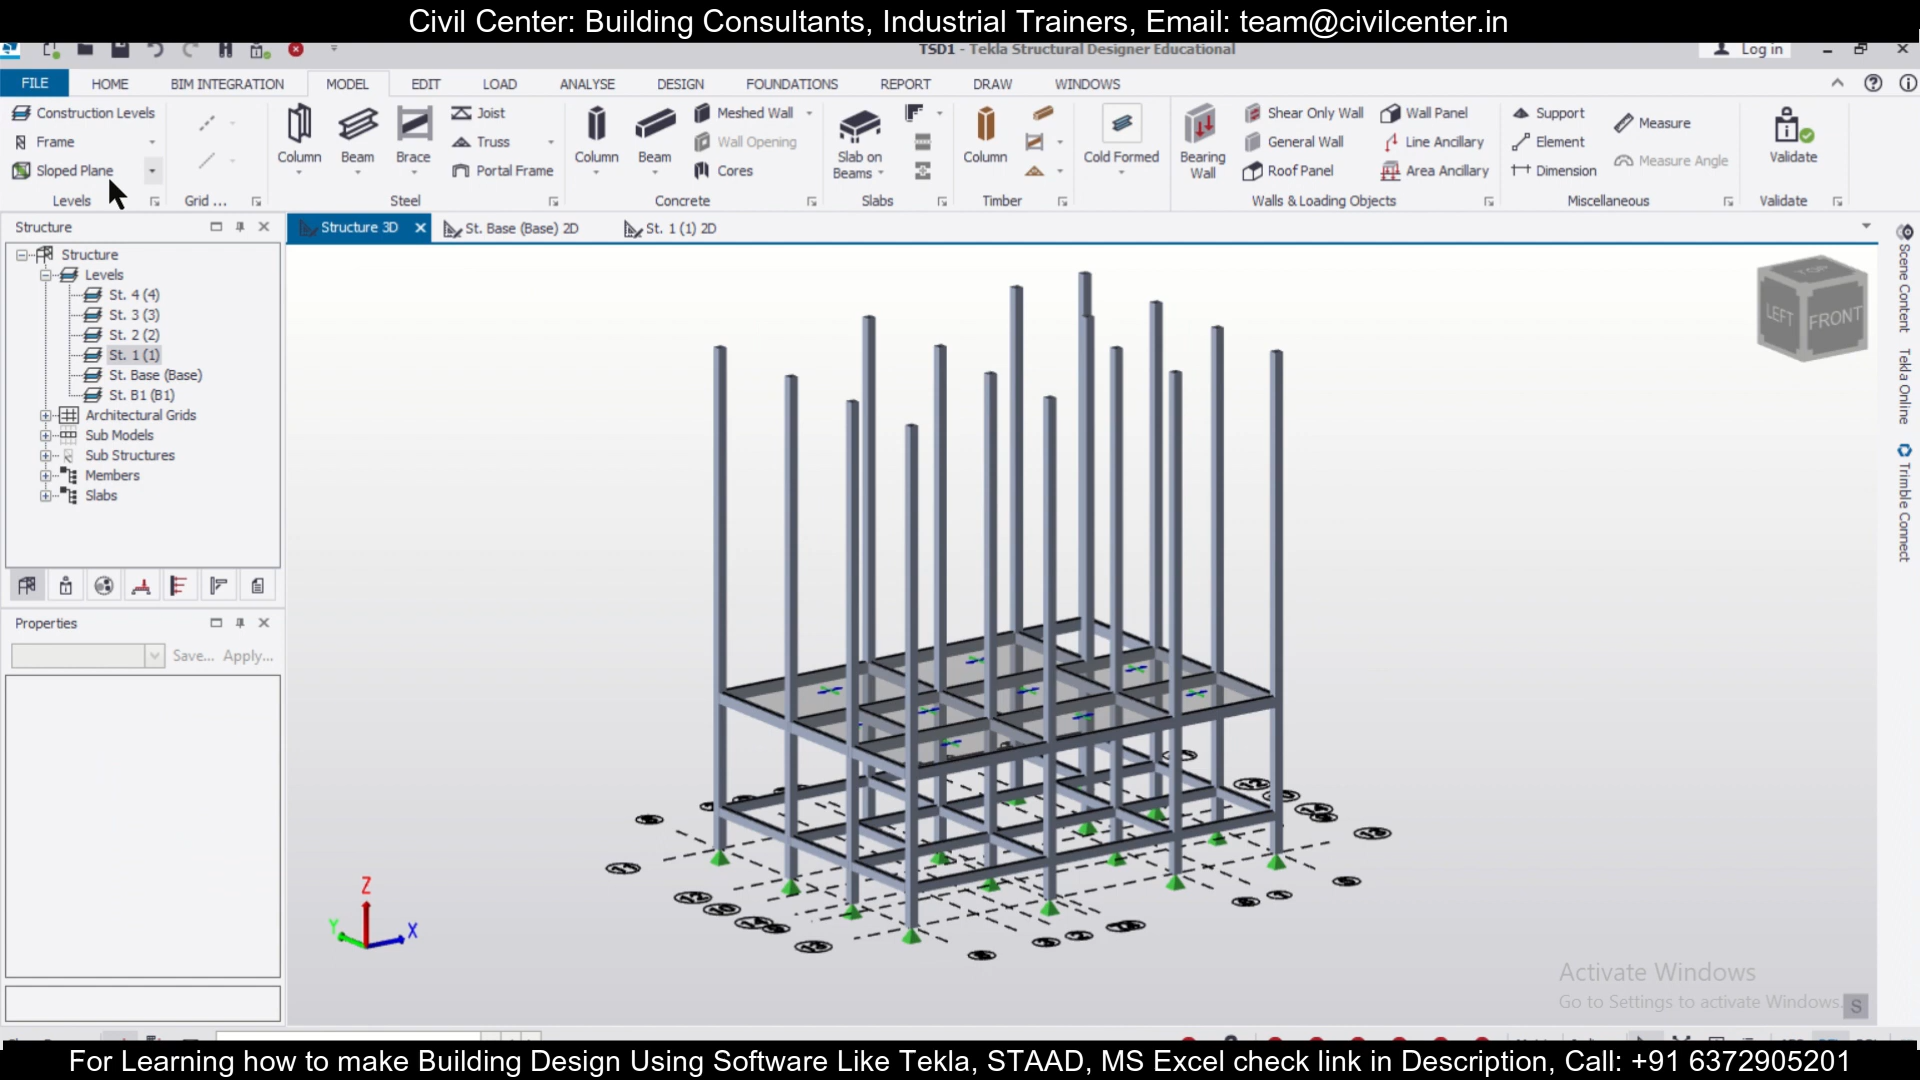 Civil Center: Building Consultants, Industrial Trainers, Email: team@civilcenter.in
TSD1 - Tekla Structural Designer Educational
Log in
FILE HOME BIM INTEGRATION MODEL EDIT LOAD ANALYSE DESIGN FOUNDATIONS REPORT DRAW WINDOWS
Construction Levels
Frame
Sloped Plane
Levels
Grid ...
Column Beam Brace
Joist
Truss
Portal Frame
Steel
Column Beam
Meshed Wall
Wall Opening
Cores
Concrete
Slab on
Beams
Slabs
Column
Timber
Cold Formed
Bearing
Wall
Shear Only Wall
General Wall
Roof Panel
Wall Panel
Line Ancillary
Area Ancillary
Walls & Loading Objects
Support
Element
Dimension
Measure
Measure Angle
Miscellaneous
Validate
Validate
Structure
Structure 3D
St. Base (Base) 2D
St. 1 (1) 2D
Structure
Levels
St. 4 (4)
St. 3 (3)
St. 2 (2)
St. 1 (1)
St. Base (Base)
St. B1 (B1)
Architectural Grids
Sub Models
Sub Structures
Members
Slabs
Properties
Save... Apply...
TOP
LEFT FRONT
Scene Content
Tekla Online
Trimble Connect
Z
Y
X
Activate Windows
Go to Settings to activate Windows.
S
For Learning how to make Building Design Using Software Like Tekla, STAAD, MS Excel check link in Description, Call: +91 6372905201